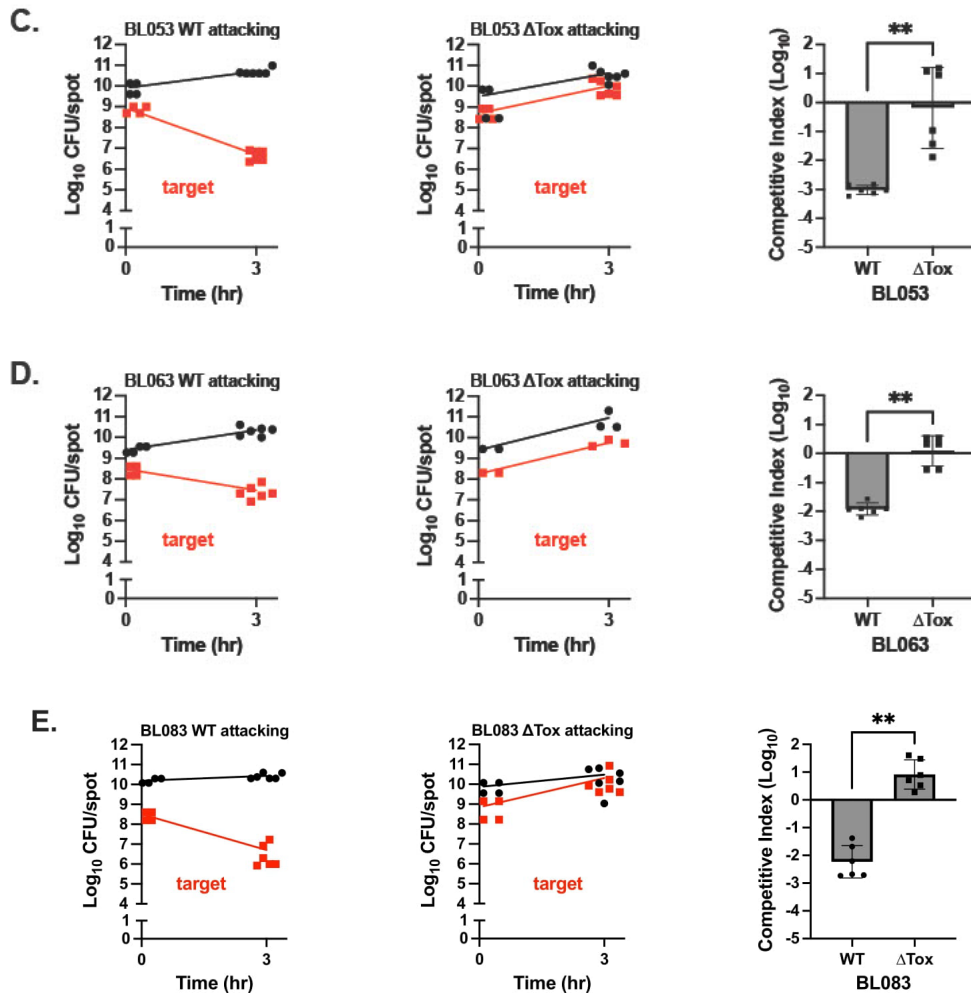 C.
BL053 WT attacking
Log10 CFU/spot
12
11
10
9
8
7
6
5
4
1
0
target
0
3
Time (hr)
BL053 ΔTox attacking
Log10 CFU/spot
12
11
10
9
8
7
6
5
4
1
0
target
0
3
Time (hr)
**
Competitive Index (Log10)
2
1
0
-1
-2
-3
-4
-5
WT
ΔTox
BL053
D.
BL063 WT attacking
Log10 CFU/spot
12
11
10
9
8
7
6
5
4
1
0
target
0
3
Time (hr)
BL063 ΔTox attacking
Log10 CFU/spot
12
11
10
9
8
7
6
5
4
1
0
target
0
3
Time (hr)
**
Competitive Index (Log10)
2
1
0
-1
-2
-3
-4
-5
WT
ΔTox
BL063
E.
BL083 WT attacking
Log10 CFU/spot
12
11
10
9
8
7
6
5
4
1
0
target
0
3
Time (hr)
BL083 ΔTox attacking
Log10 CFU/spot
12
11
10
9
8
7
6
5
4
1
0
target
0
3
Time (hr)
**
Competitive Index (Log10)
2
1
0
-1
-2
-3
-4
-5
WT
ΔTox
BL083